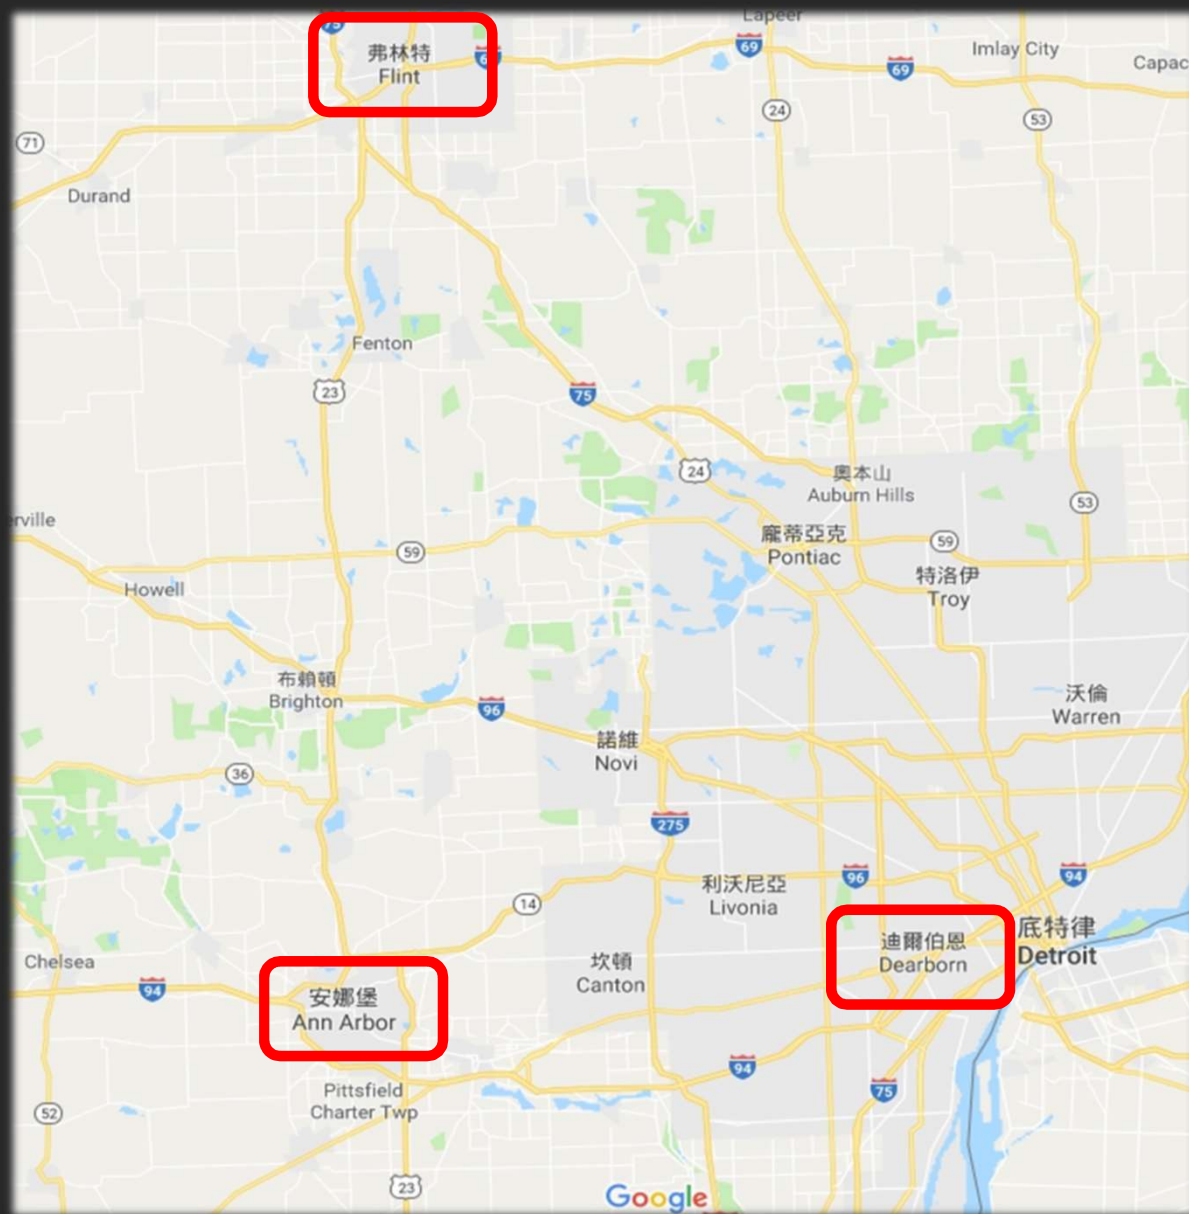 Lapeer
75
弗林特
Flint
69
69
Imlay City
Capac
24
53
71
Durand
Fenton
23
75
24
奧本山
Auburn Hills
53
erville
59
龐蒂亞克
Pontiac
59
特洛伊
Troy
Howell
布賴頓
Brighton
96
沃倫
Warren
諾維
Novi
36
275
利沃尼亞
Livonia
96
94
14
迪爾伯恩
Dearborn
底特律
Detroit
Chelsea
坎頓
Canton
94
安娜堡
Ann Arbor
94
75
Pittsfield
Charter Twp
52
23
Google